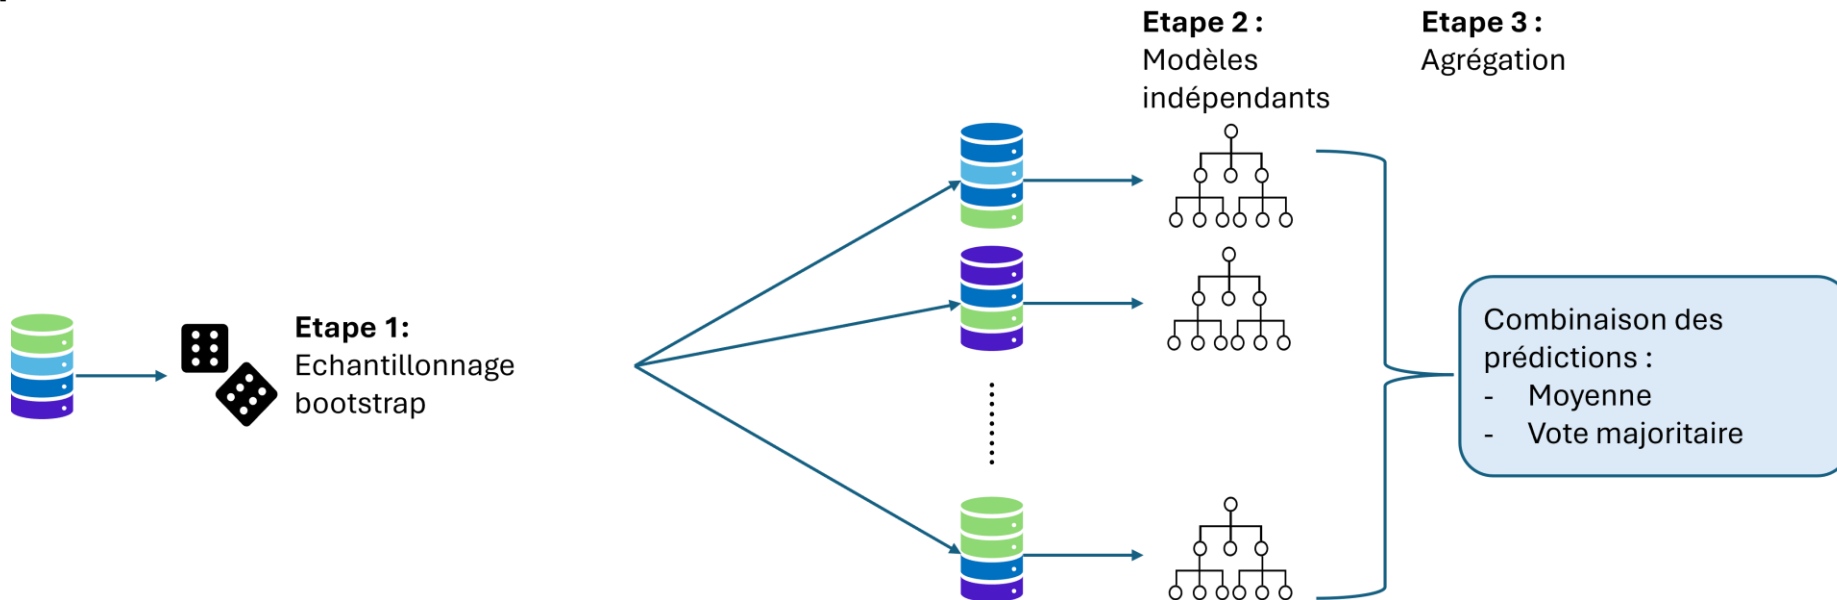 Etape 1:
Echantillonnage
bootstrap
Etape 2 :
Modèles
indépendants
Etape 3 :
Agrégation
Combinaison des
prédictions :
- Moyenne
- Vote majoritaire